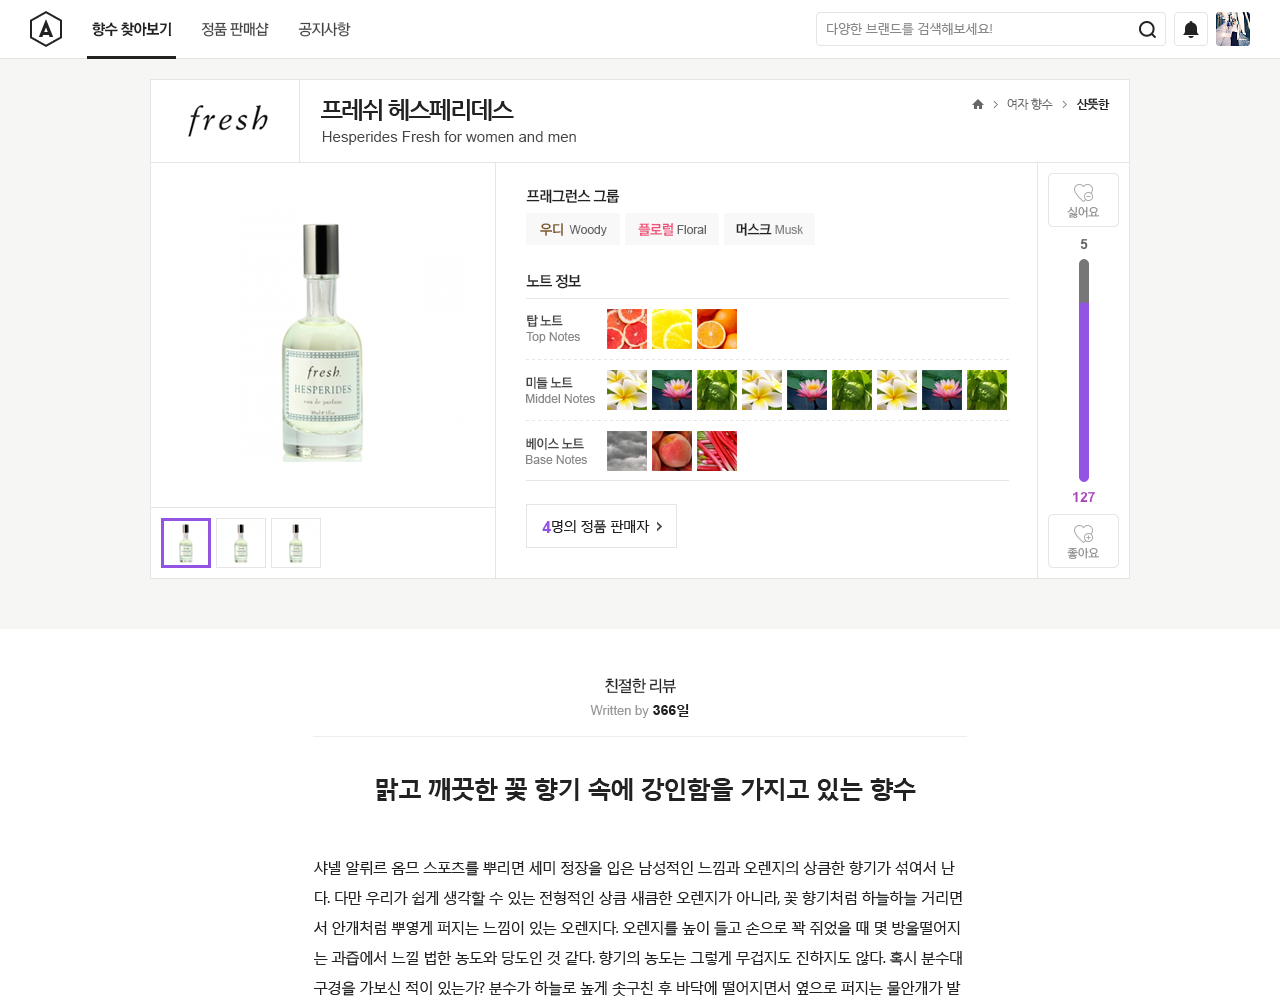 A
향수 찾아보기
정품 판매샵
공지사항
다양한 브랜드를 검색해보세요!
fresh
프레쉬 헤스페리데스
Hesperides Fresh for women and men
여자 향수
산뜻한
fresh.
HESPERIDES
eau de parfum
프래그런스 그룹
우디 Woody
플로럴 Floral
머스크 Musk
노트 정보
탑 노트
Top Notes
미들 노트
Middel Notes
베이스 노트
Base Notes
4명의 정품 판매자
싫어요
5
127
좋아요
친절한 리뷰
Written by 366일
맑고 깨끗한 꽃 향기 속에 강인함을 가지고 있는 향수
샤넬 알뤼르 옴므 스포츠를 뿌리면 세미 정장을 입은 남성적인 느낌과 오렌지의 상큼한 향기가 섞여서 난
다. 다만 우리가 쉽게 생각할 수 있는 전형적인 상큼 새큼한 오렌지가 아니라, 꽃 향기처럼 하늘하늘 거리면
서 안개처럼 뿌옇게 퍼지는 느낌이 있는 오렌지다. 오렌지를 높이 들고 손으로 꽉 쥐었을 때 몇 방울떨어지
는 과즙에서 느낄 법한 농도와 당도인 것 같다. 향기의 농도는 그렇게 무겁지도 진하지도 않다. 혹시 분수대
구경을 가보신 적이 있는가? 분수가 하늘로 높게 솟구친 후 바닥에 떨어지면서 옆으로 퍼지는 물안개가 발